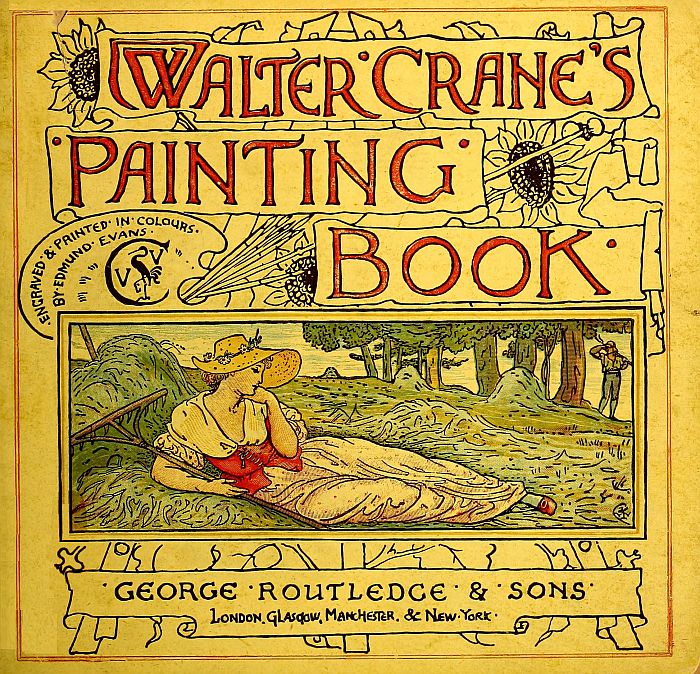 WALTER·CRANE'S
·PAINTING·
BOOK·
ENGRAVED·&·PRINTED·IN·COLOURS·
BY·EDMUND·EVANS·
·GEORGE·ROUTLEDGE·&·SONS·
LONDON, GLASGOW, MANCHESTER, & NEW·YORK·